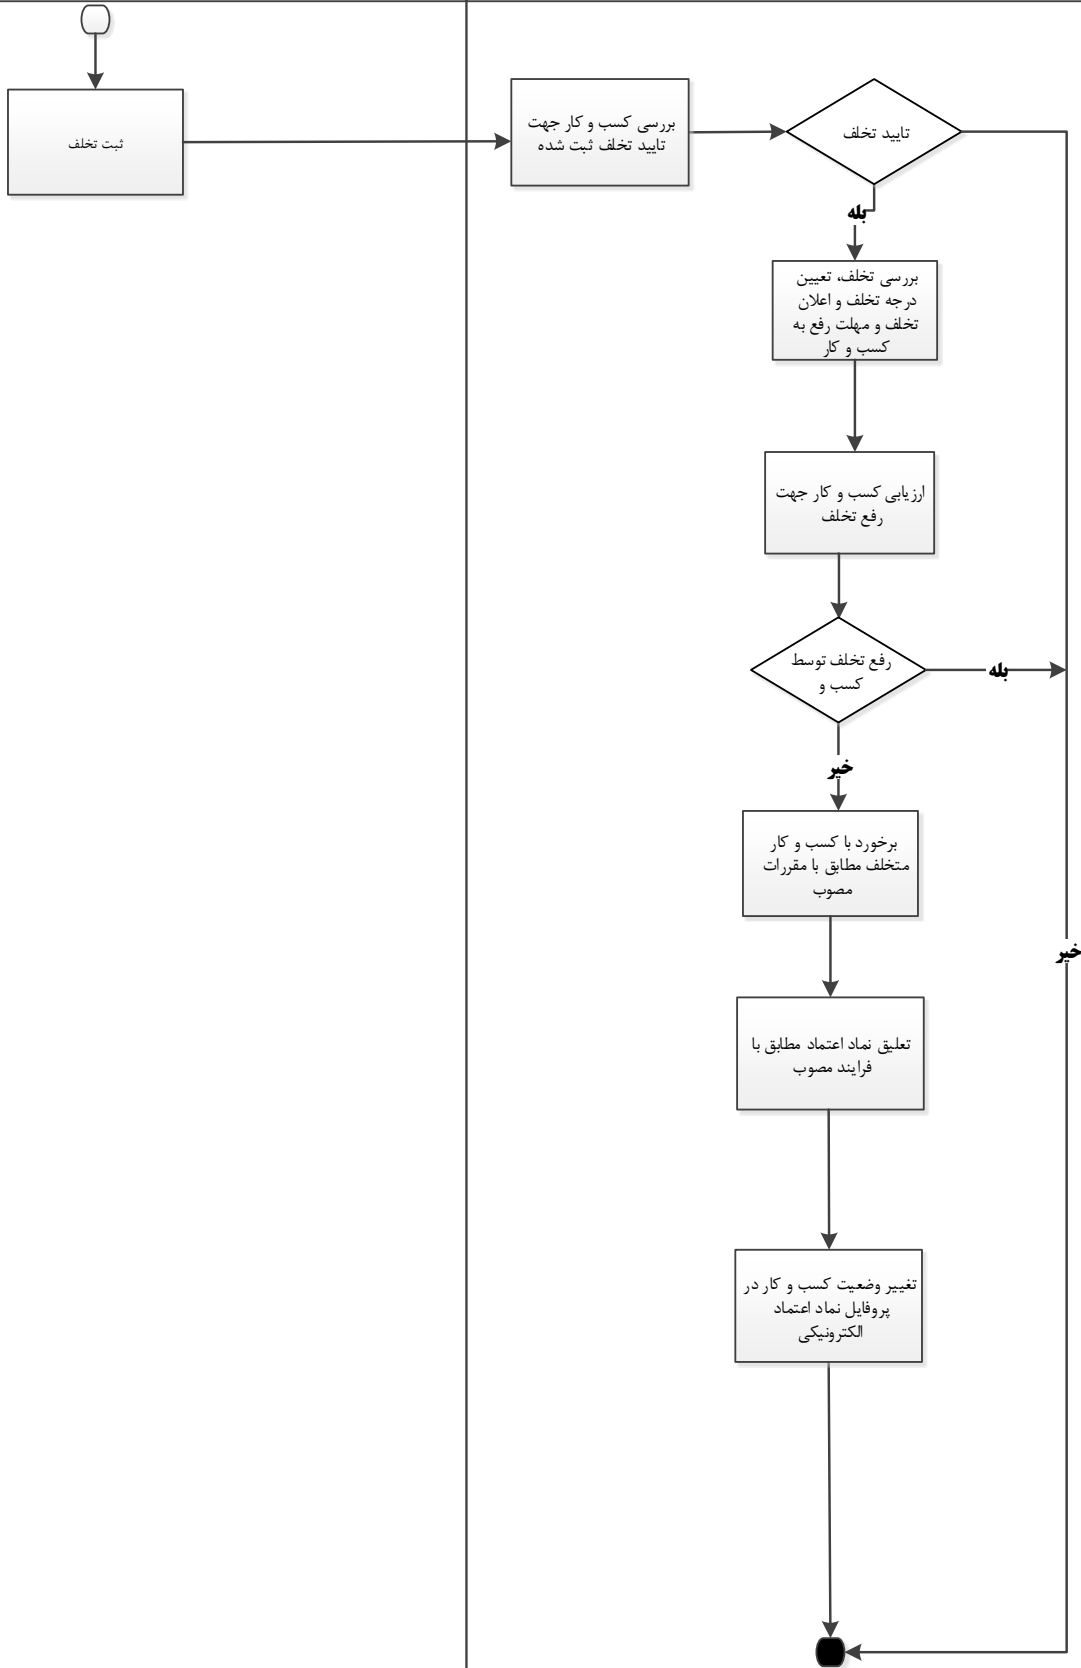 ثبت تخلف
بررسی کسب و کار جهت
تایید تخلف ثبت شده
تایید تخلف
بله
بررسی تخلف، تعیین
درجه تخلف و اعلان
تخلف و مهلت رفع به
کسب و کار
ارزیابی کسب و کار جهت
رفع تخلف
رفع تخلف توسط
کسب و
بله
خیر
برخورد با کسب و کار
متخلف مطابق با مقررات
مصوب
خیر
تعلیق نماد اعتماد مطابق با
فرایند مصوب
تغییر وضعیت کسب و کار در
پروفایل نماد اعتماد
الکترونیکی